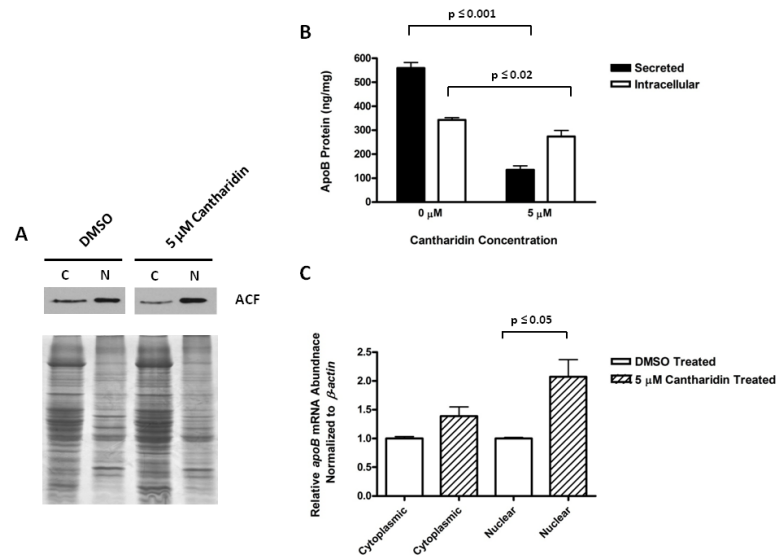 A
DMSO
5 μM Cantharidin
C N C N
ACF
B
p ≤ 0.001
p ≤ 0.02
Secreted
Intracellular
ApoB Protein (ng/mg)
600
500
400
300
200
100
0
0 μM
5 μM
Cantharidin Concentration
C
p ≤ 0.05
DMSO Treated
5 μM Cantharidin Treated
Relative apoB mRNA Abundnace
Normalized to β-actin
2.5
2.0
1.5
1.0
0.5
0.0
Cytoplasmic
Cytoplasmic
Nuclear
Nuclear